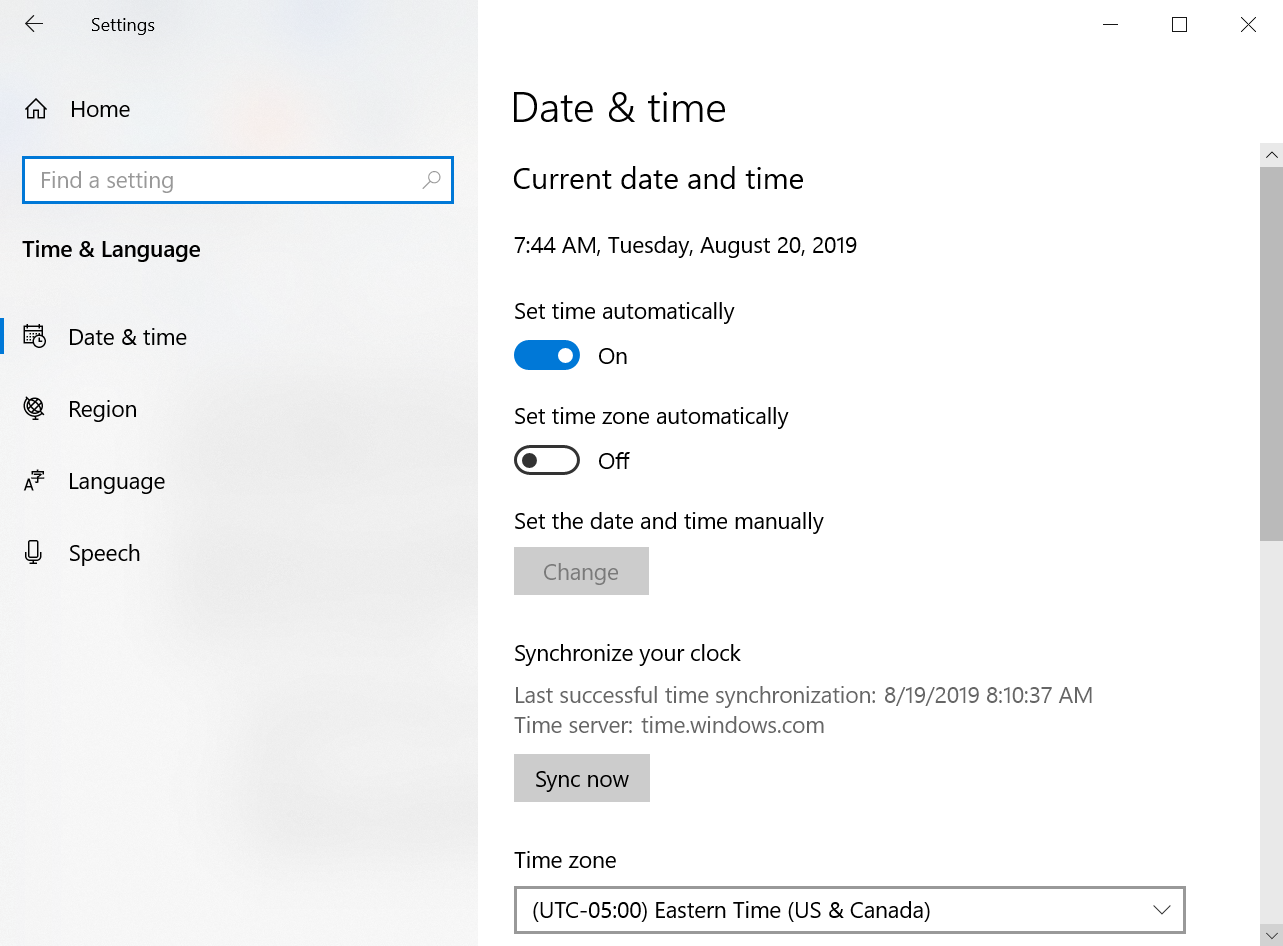 Settings
Home
Find a setting
Time & Language
Date & time
Region
Language
Speech
Date & time
Current date and time
7:44 AM, Tuesday, August 20, 2019
Set time automatically
On
Set time zone automatically
Off
Set the date and time manually
Change
Synchronize your clock
Last successful time synchronization: 8/19/2019 8:10:37 AM
Time server: time.windows.com
Sync now
Time zone
(UTC-05:00) Eastern Time (US & Canada)